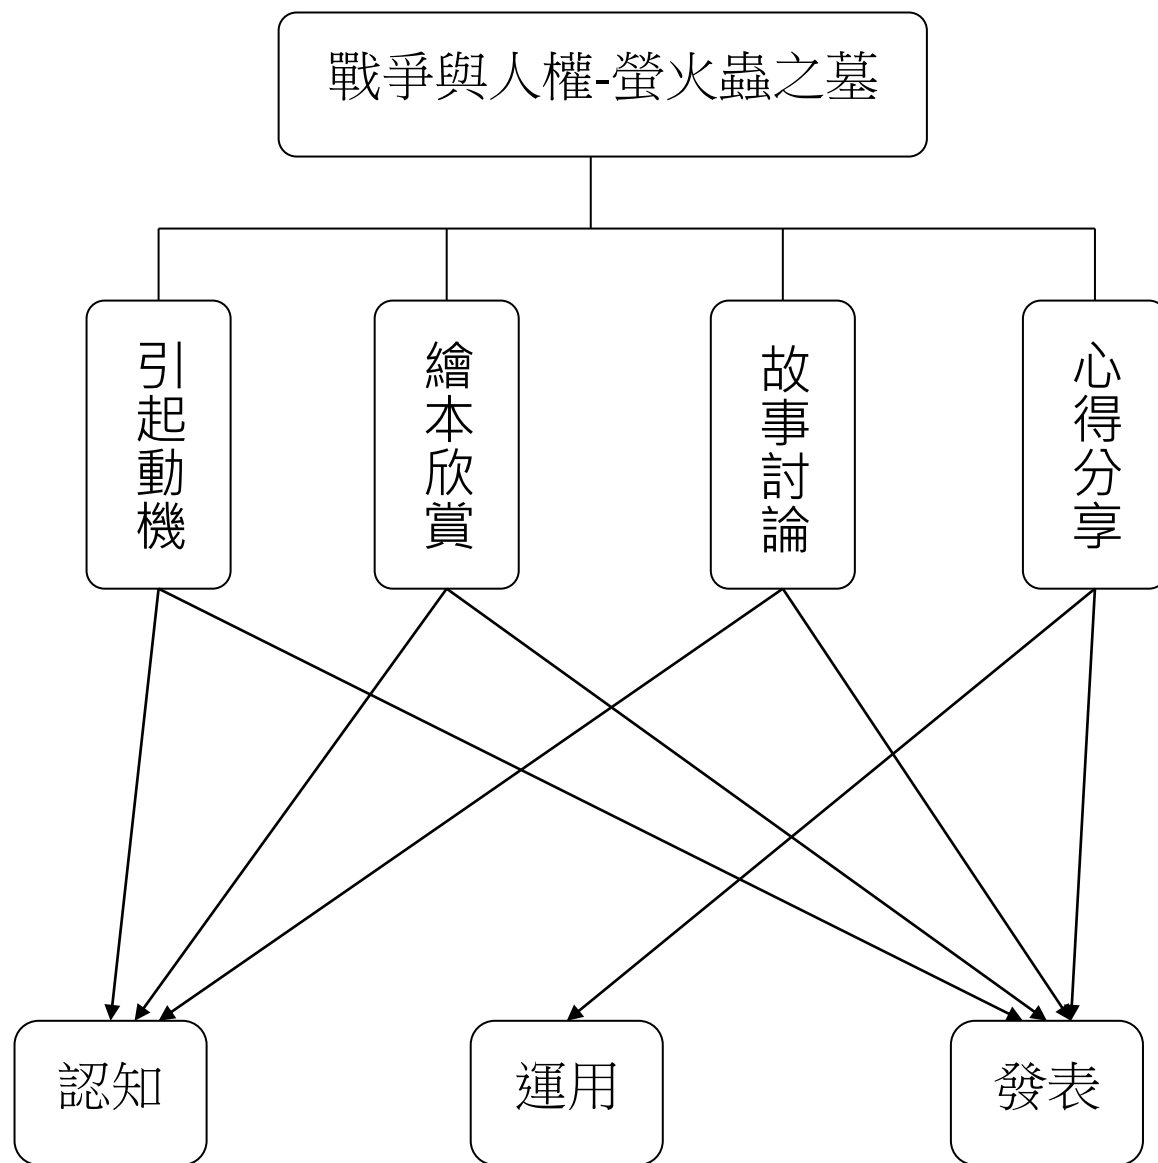 戰爭與人權-螢火蟲之墓
引起動機
繪本欣賞
故事討論
心得分享
認知
運用
發表